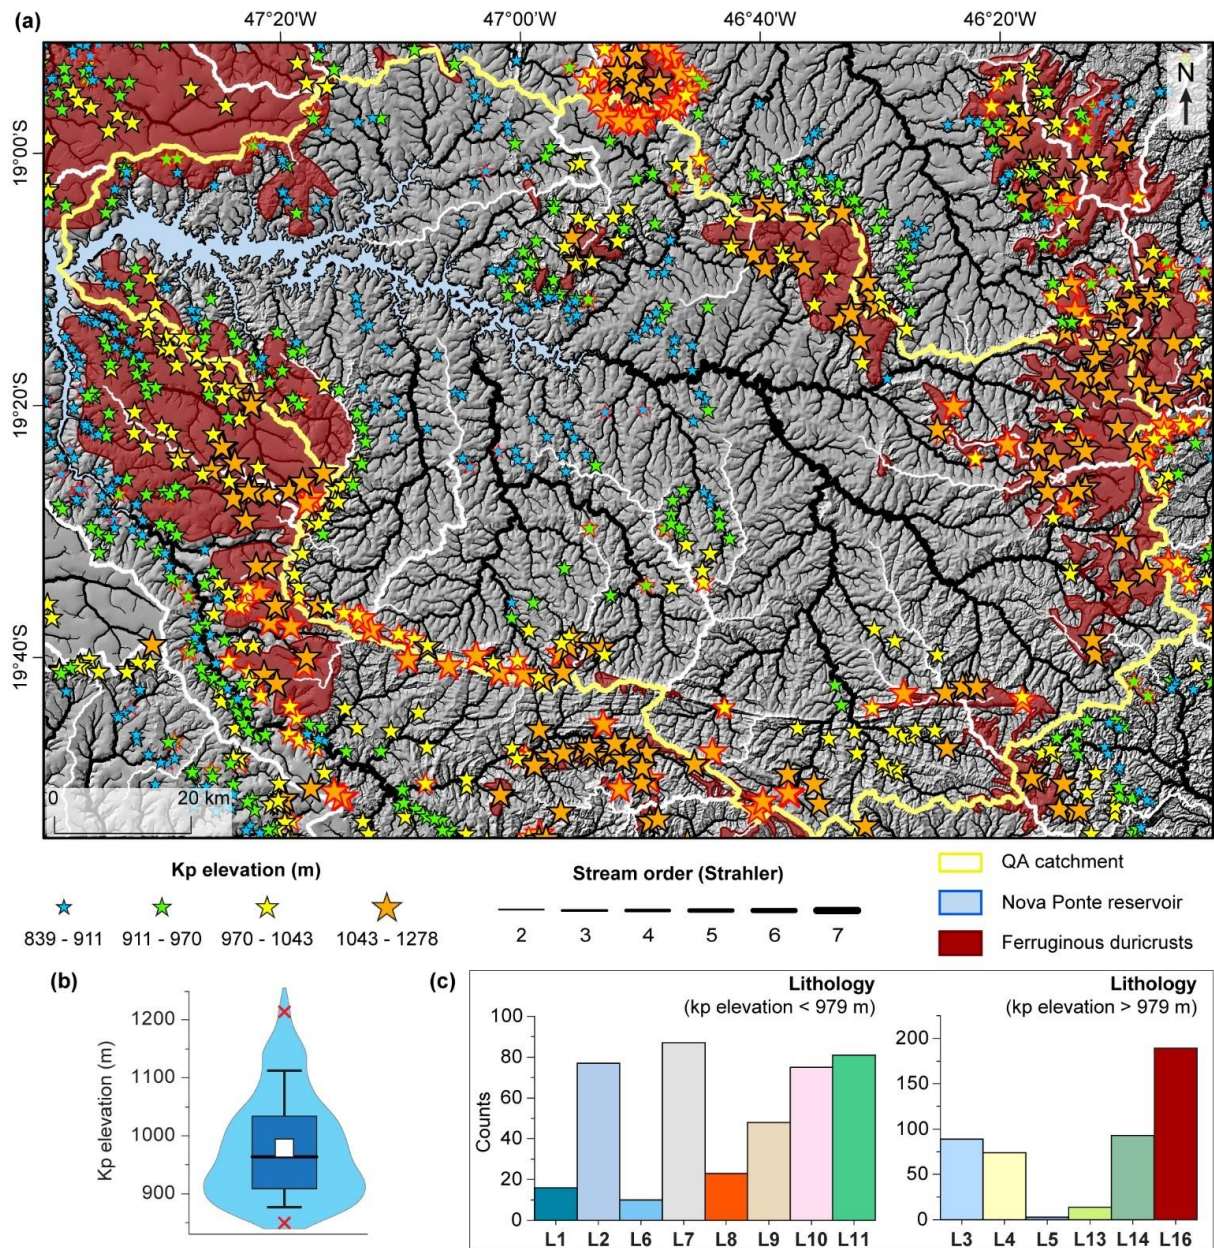 (a)
47°20'W 47°00'W 46°40'W 46°20'W
N
19°00'S
19°20'S
19°40'S
0 20 km
Kp elevation (m)
839 - 911 911 - 970 970 - 1043 1043 - 1278
Stream order (Strahler)
2 3 4 5 6 7
QA catchment
Nova Ponte reservoir
Ferruginous duricrusts
(b)
Kp elevation (m)
1200
1100
1000
900
(c)
Lithology
(kp elevation < 979 m)
Counts
100
80
60
40
20
0
L1 L2 L6 L7 L8 L9 L10 L11
Lithology
(kp elevation > 979 m)
200
150
100
50
0
L3 L4 L5 L13 L14 L16